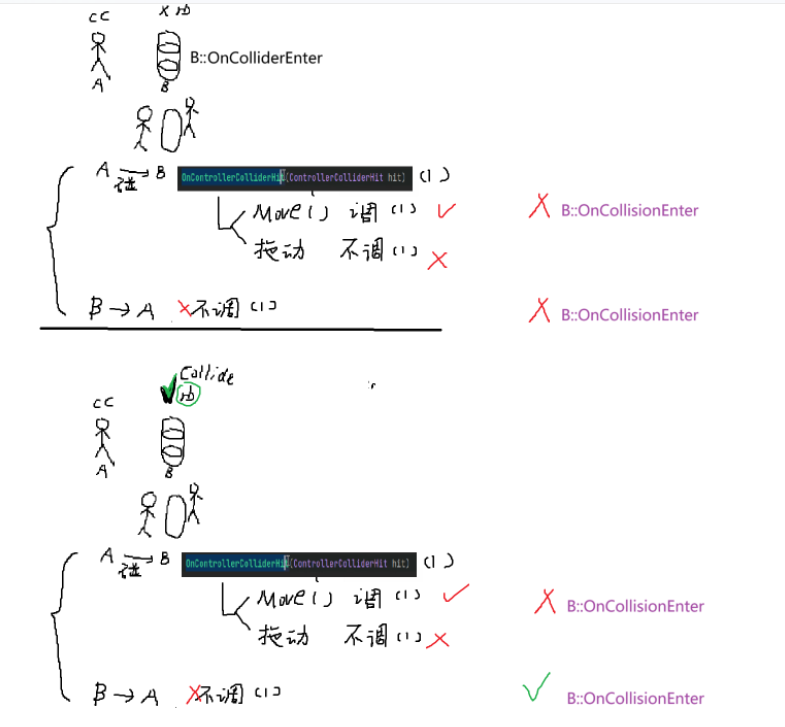 CC × rb
B::OnColliderEnter
A B
A 碰→ B OnControllerColliderHit(ControllerColliderHit hit) (1)
Move() 调(1) ✓ X B::OnCollisionEnter
拖动 不调(1) X
B → A X 不调(1) X B::OnCollisionEnter
Collide
CC ✓ rb
A B
A 碰→ B OnControllerColliderHit(ControllerColliderHit hit) (1)
Move() 调(1) ✓ X B::OnCollisionEnter
拖动 不调(1) X
B → A X 不调(1) ✓ B::OnCollisionEnter